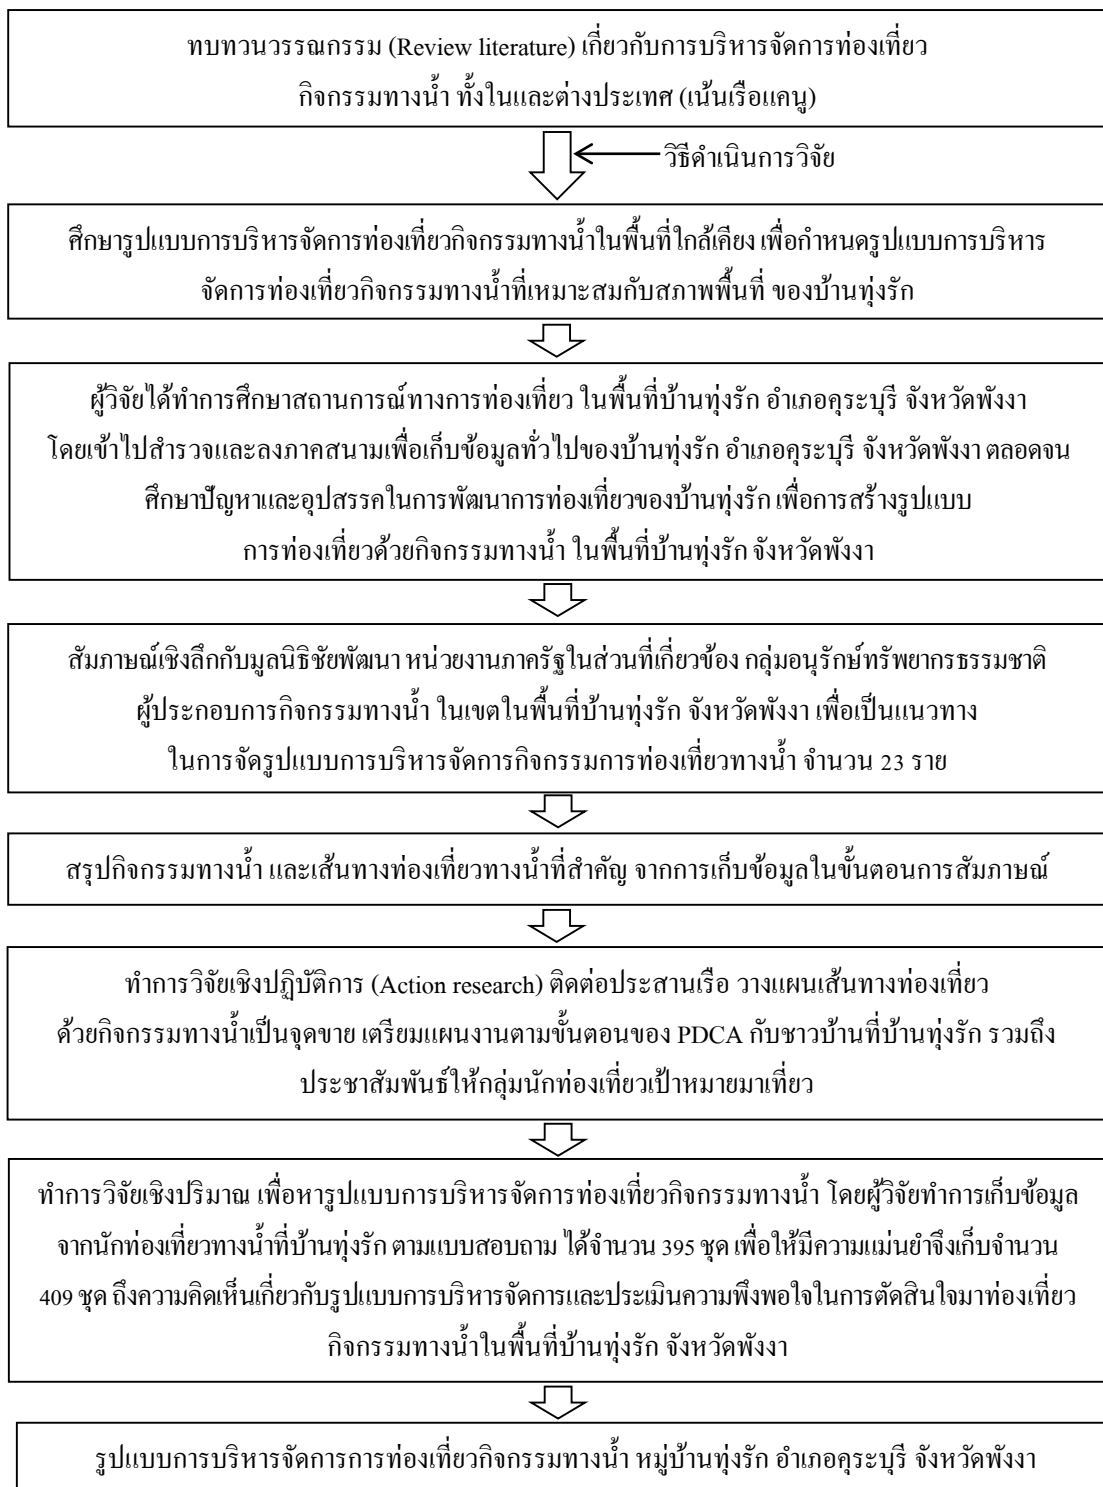 ทบทวนวรรณกรรม (Review literature) เกี่ยวกับการบริหารจัดการท่องเที่ยว
กิจกรรมทางน้ำ ทั้งในและต่างประเทศ (เน้นเรือแคนู)
วิธีดำเนินการวิจัย
ศึกษารูปแบบการบริหารจัดการท่องเที่ยวกิจกรรมทางน้ำในพื้นที่ใกล้เคียง เพื่อกำหนดรูปแบบการบริหาร
จัดการท่องเที่ยวกิจกรรมทางน้ำที่เหมาะสมกับสภาพพื้นที่ ของบ้านทุ่งรัก
ผู้วิจัยได้ทำการศึกษาสถานการณ์ทางการท่องเที่ยว ในพื้นที่บ้านทุ่งรัก อำเภอคุระบุรี จังหวัดพังงา
โดยเข้าไปสำรวจและลงภาคสนามเพื่อเก็บข้อมูลทั่วไปของบ้านทุ่งรัก อำเภอคุระบุรี จังหวัดพังงา ตลอดจน
ศึกษาปัญหาและอุปสรรคในการพัฒนาการท่องเที่ยวของบ้านทุ่งรัก เพื่อการสร้างรูปแบบ
การท่องเที่ยวด้วยกิจกรรมทางน้ำ ในพื้นที่บ้านทุ่งรัก จังหวัดพังงา
สัมภาษณ์เชิงลึกกับมูลนิธิชัยพัฒนา หน่วยงานภาครัฐในส่วนที่เกี่ยวข้อง กลุ่มอนุรักษ์ทรัพยากรธรรมชาติ
ผู้ประกอบการกิจกรรมทางน้ำ ในเขตในพื้นที่บ้านทุ่งรัก จังหวัดพังงา เพื่อเป็นแนวทาง
ในการจัดรูปแบบการบริหารจัดการกิจกรรมการท่องเที่ยวทางน้ำ จำนวน 23 ราย
สรุปกิจกรรมทางน้ำ และเส้นทางท่องเที่ยวทางน้ำที่สำคัญ จากการเก็บข้อมูลในขั้นตอนการสัมภาษณ์
ทำการวิจัยเชิงปฏิบัติการ (Action research) ติดต่อประสานเรือ วางแผนเส้นทางท่องเที่ยว
ด้วยกิจกรรมทางน้ำเป็นจุดขาย เตรียมแผนงานตามขั้นตอนของ PDCA กับชาวบ้านที่บ้านทุ่งรัก รวมถึง
ประชาสัมพันธ์ให้กลุ่มนักท่องเที่ยวเป้าหมายมาเที่ยว
ทำการวิจัยเชิงปริมาณ เพื่อหารูปแบบการบริหารจัดการท่องเที่ยวกิจกรรมทางน้ำ โดยผู้วิจัยทำการเก็บข้อมูล
จากนักท่องเที่ยวทางน้ำที่บ้านทุ่งรัก ตามแบบสอบถาม ได้จำนวน 395 ชุด เพื่อให้มีความแม่นยำจึงเก็บจำนวน
409 ชุด ถึงความคิดเห็นเกี่ยวกับรูปแบบการบริหารจัดการและประเมินความพึงพอใจในการตัดสินใจมาท่องเที่ยว
กิจกรรมทางน้ำในพื้นที่บ้านทุ่งรัก จังหวัดพังงา
รูปแบบการบริหารจัดการการท่องเที่ยวกิจกรรมทางน้ำ หมู่บ้านทุ่งรัก อำเภอคุระบุรี จังหวัดพังงา